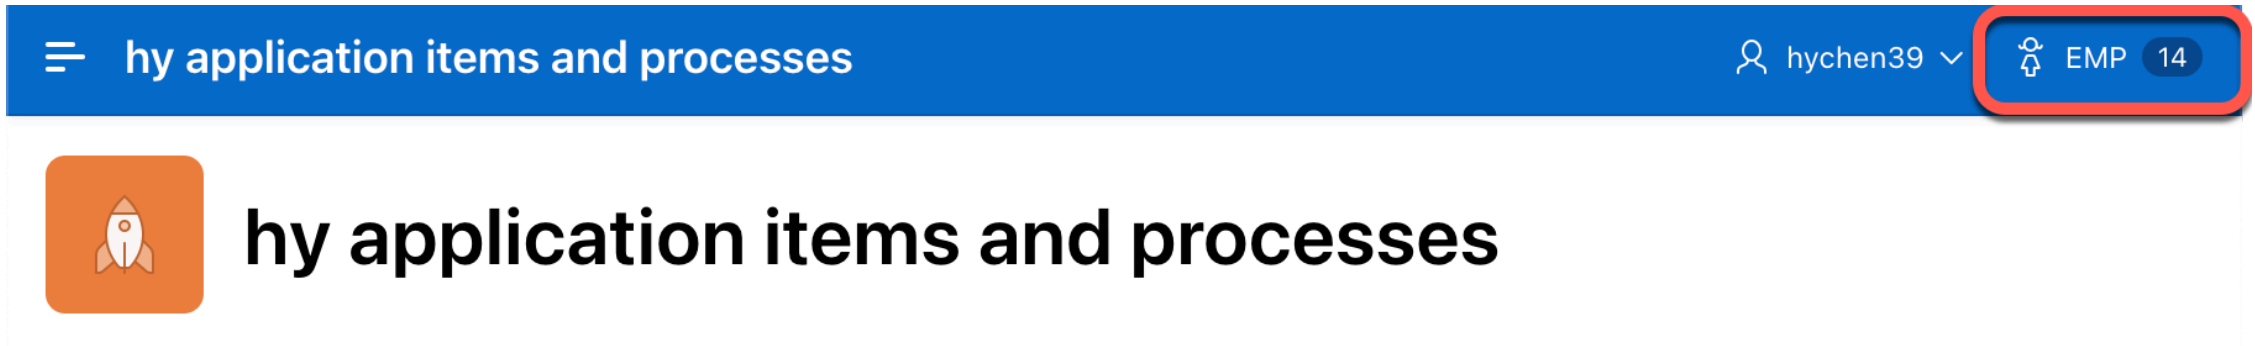 hy application items and processes hychen39 EMP 14
hy application items and processes